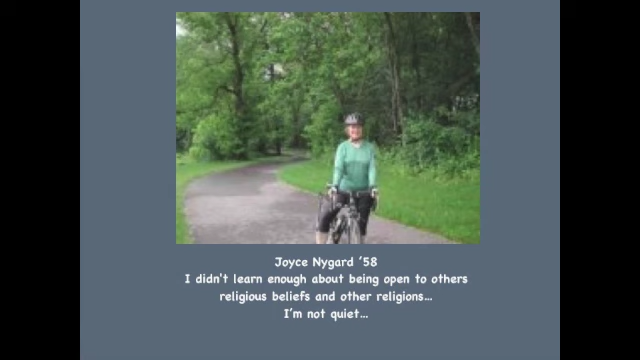 Joyce Nygard ‘58
I didn't learn enough about being open to others
religious beliefs and other religions...
I’m not quiet...